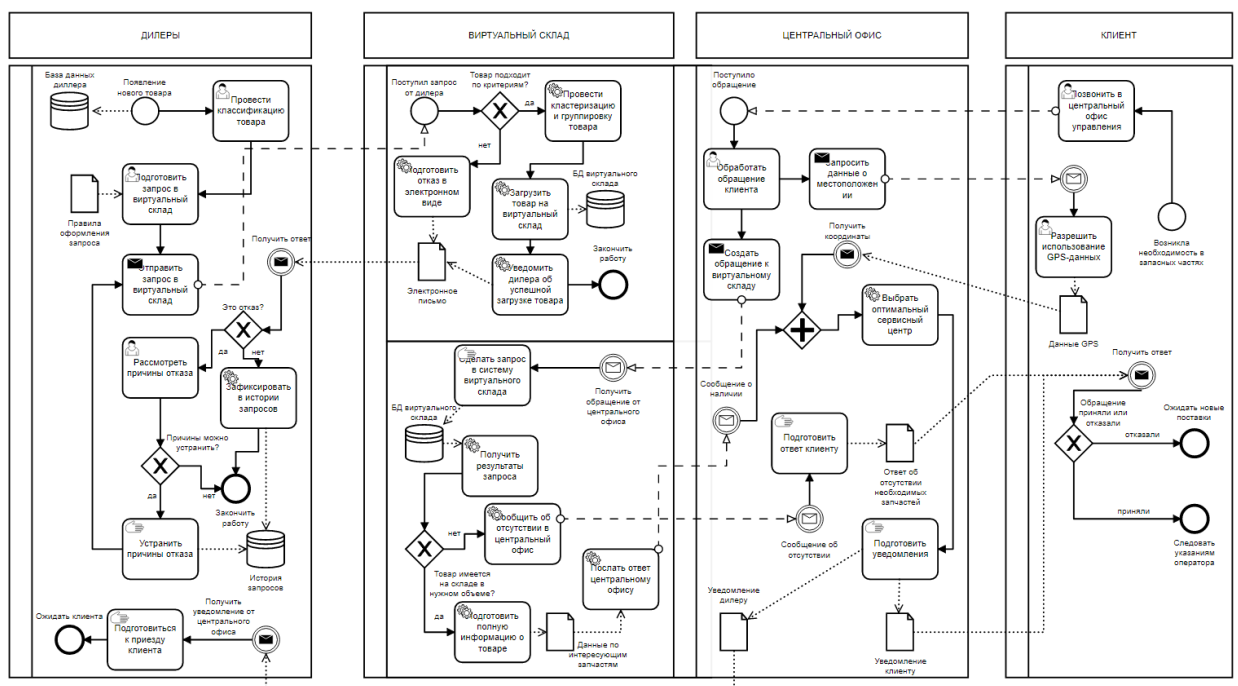 ДИЛЕРЫ
База данных
диллера
Появление
нового товара
Провести
классификацию
товара
Подготовить
запрос в
виртуальный
склад
Правила
оформления
запроса
Получить ответ
Отправить
запрос в
виртуальный
склад
Это отказ?
да
нет
Рассмотреть
причины отказа
Зафиксировать
в истории
запросов
Причины можно
устранить?
да
нет
Закончить
работу
Устранить
причины отказа
История
запросов
Ожидать клиента
Подготовиться
к приезду
клиента
Получить
уведомление от
центрального
офиса
ВИРТУАЛЬНЫЙ СКЛАД
Поступил запрос
от дилера
Товар подходит
по критериям?
да
нет
Провести
кластеризацию
и группировку
товара
Подготовить
отказ в
электронном
виде
Загрузить
товар на
виртуальный
склад
БД виртуального
склада
Электронное
письмо
Уведомить
дилера об
успешной
загрузке товара
Закончить
работу
Сделать запрос
в систему
виртуального
склада
Получить
обращение от
центрального
офиса
БД виртуального
склада
Получить
результаты
запроса
нет
Сообщить об
отсутствии в
центральный
офис
Товар имеется
на складе в
нужном объеме?
да
Подготовить
полную
информацию о
товаре
Данные по
интересующим
запчастям
Послать ответ
центральному
офису
ЦЕНТРАЛЬНЫЙ ОФИС
Поступило
обращение
Обработать
обращение
клиента
Запросить
данные о
местоположен
ии
Создать
обращение к
виртуальному
складу
Получить
координаты
Выбрать
оптимальный
сервисный
центр
Сообщение о
наличии
Подготовить
ответ клиенту
Ответ об
отсутствии
необходимых
запчастей
Сообщение об
отсутствии
Подготовить
уведомления
Уведомление
дилеру
Уведомление
клиенту
КЛИЕНТ
Позвонить в
центральный
офис
управления
Возникла
необходимость в
запасных частях
Разрешить
использование
GPS-данных
Данные GPS
Получить ответ
Обращение
приняли или
отказали
отказали
Ожидать новые
поставки
приняли
Следовать
указаниям
оператора